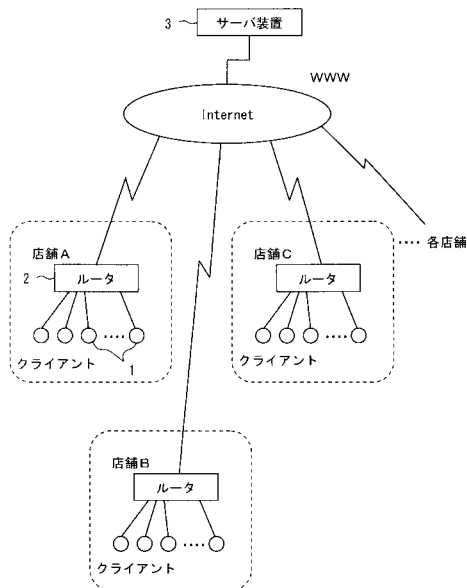 3 サーバ装置
WWW
Internet
店舗A
2 ルータ
クライアント 1
店舗C
ルータ
クライアント
‥‥ 各店舗
店舗B
ルータ
クライアント